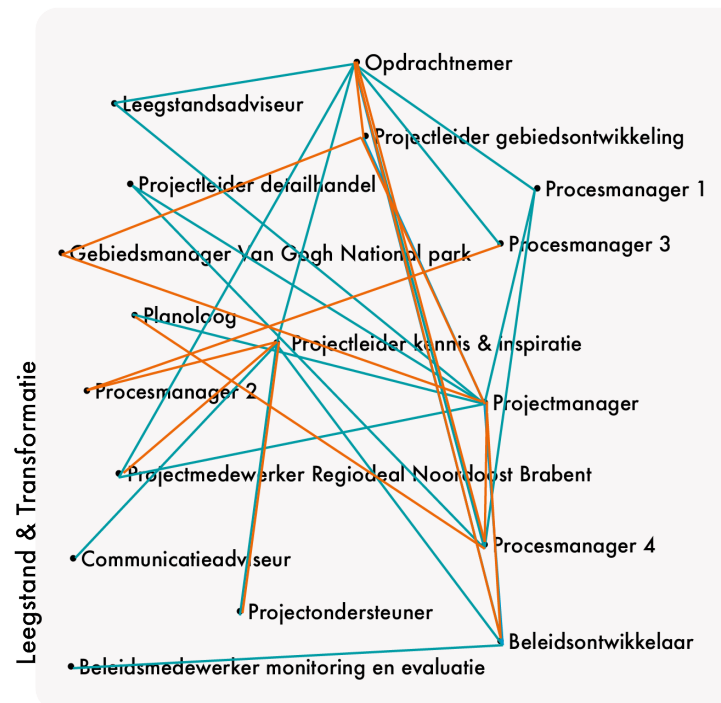 Opdrachtnemer
Leegstandsadviseur
Projectleider gebiedsontwikkeling
Projectleider detailhandel
Procesmanager 1
Procesmanager 3
Gebiedsmanager Van Gogh National park
Planoloog
Projectleider kennis & inspiratie
Procesmanager 2
Projectmanager
Projectmedewerker Regiodeal Noordoost Brabent
Procesmanager 4
Communicatieadviseur
Projectondersteuner
Beleidsontwikkelaar
Beleidsmedewerker monitoring en evaluatie
Leegstand & Transformatie